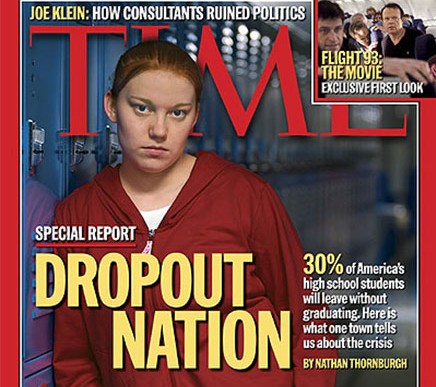 JOE KLEIN: HOW CONSULTANTS RUINED POLITICS
FLIGHT 93:
THE MOVIE
EXCLUSIVE FIRST LOOK
TIME
SPECIAL REPORT
DROPOUT
NATION
30% of America's
high school students
will leave without
graduating. Here is
what one town tells
us about the crisis
BY NATHAN THORNBURGH